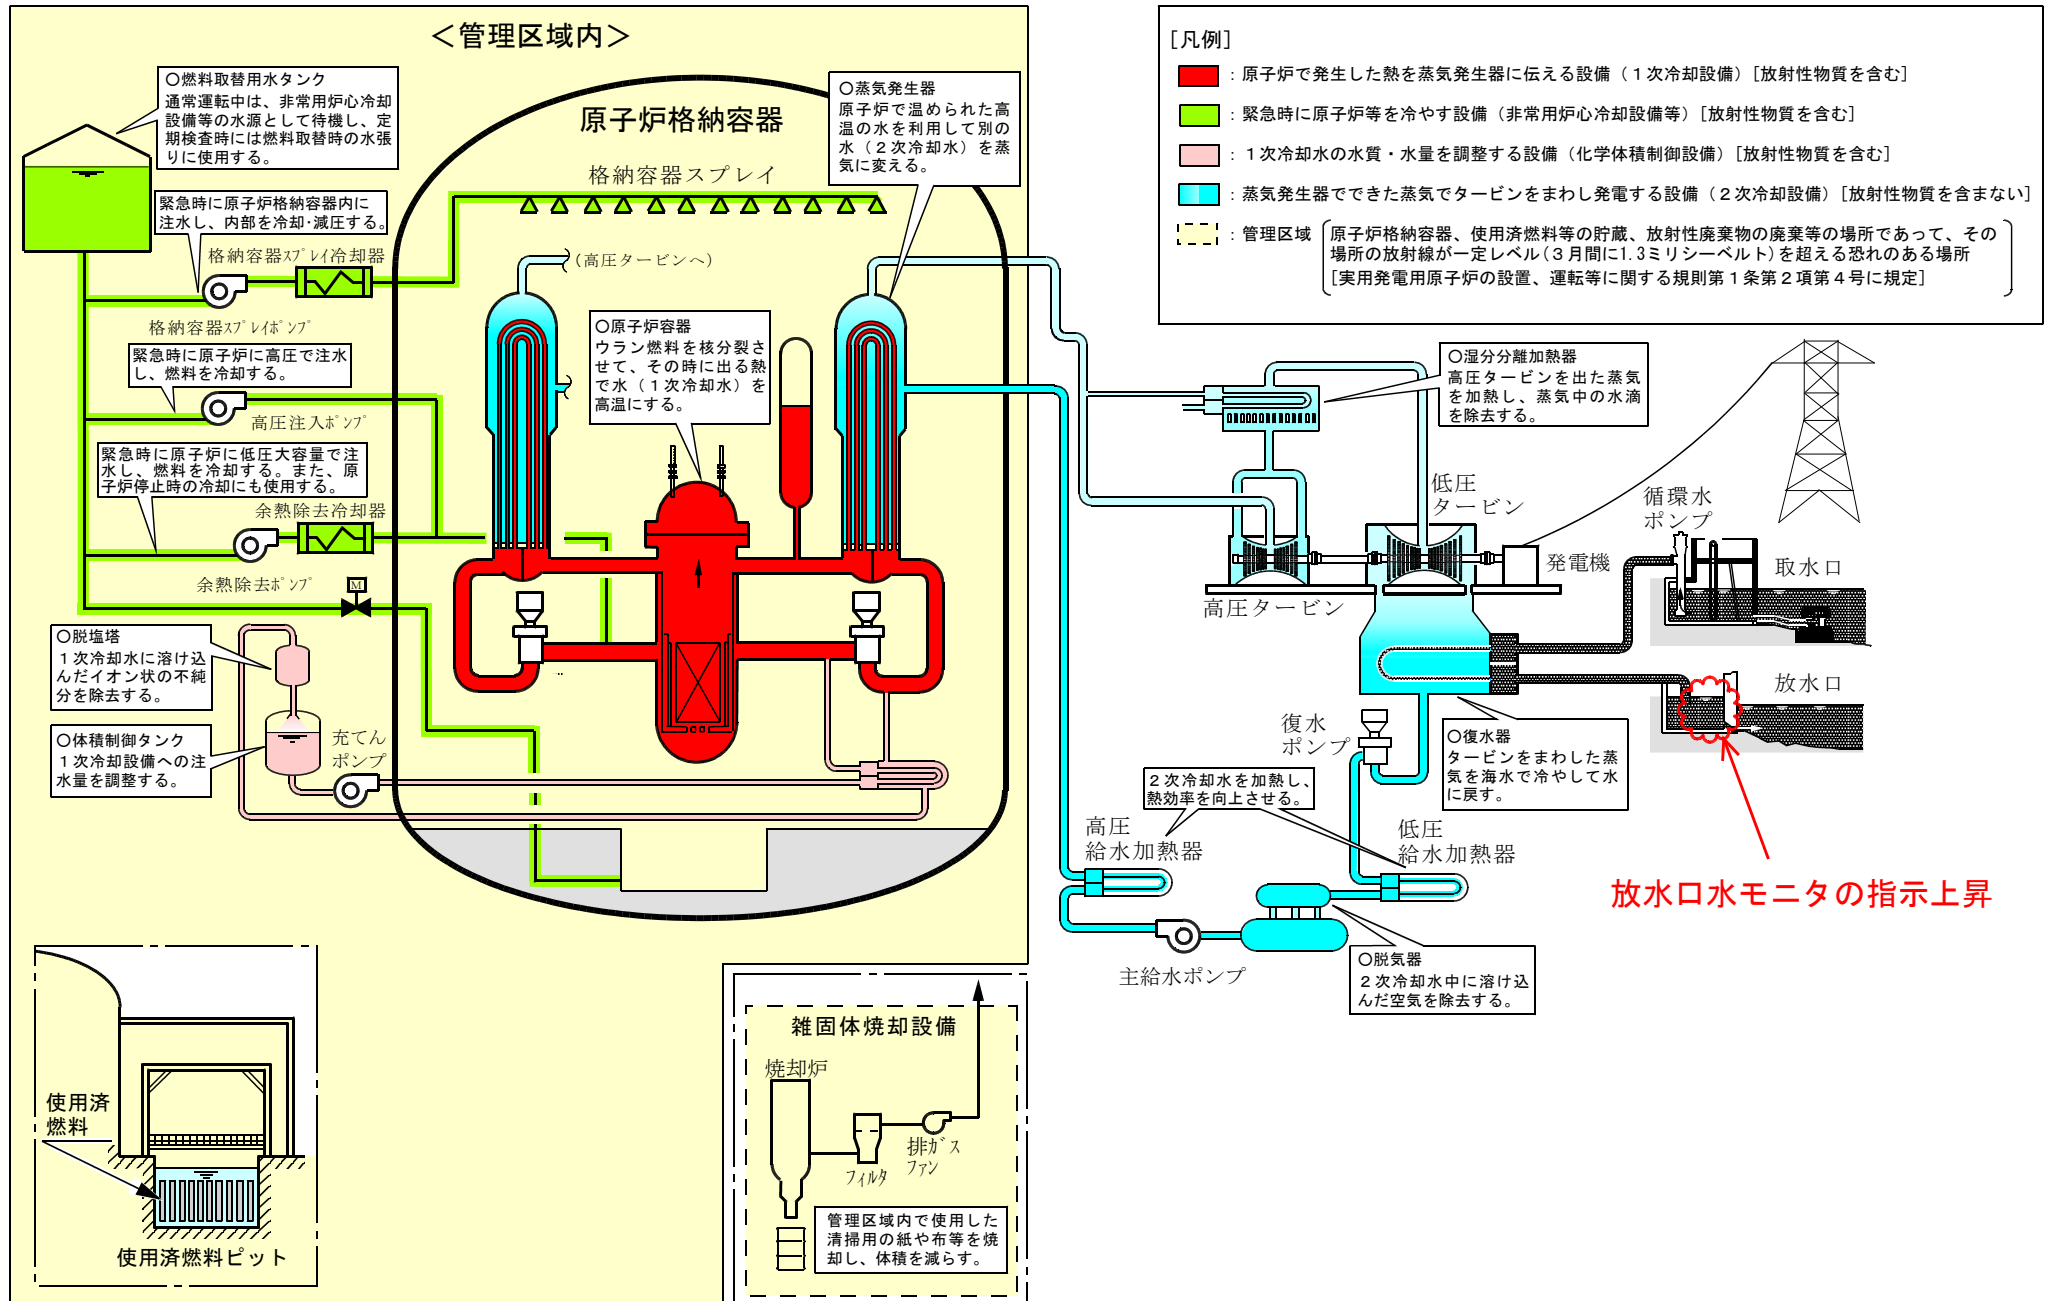 ＜管理区域内＞
○燃料取替用水タンク
通常運転中は、非常用炉心冷却
設備等の水源として待機し、定
期検査時には燃料取替時の水張
りに使用する。
緊急時に原子炉格納容器内に
注水し、内部を冷却・減圧する。
格納容器ｽﾌﾟﾚｲ冷却器
格納容器ｽﾌﾟﾚｲﾎﾟﾝﾌﾟ
緊急時に原子炉に高圧で注水
し、燃料を冷却する。
高圧注入ﾎﾟﾝﾌﾟ
緊急時に原子炉に低圧大容量で注
水し、燃料を冷却する。また、原
子炉停止時の冷却にも使用する。
余熱除去冷却器
余熱除去ﾎﾟﾝﾌﾟ
M
○脱塩塔
１次冷却水に溶け込
んだイオン状の不純
分を除去する。
○体積制御タンク
１次冷却設備への注
水量を調整する。
充てん
ポンプ
原子炉格納容器
格納容器スプレイ
(高圧タービンへ)
○蒸気発生器
原子炉で温められた高
温の水を利用して別の
水（２次冷却水）を蒸
気に変える。
○原子炉容器
ウラン燃料を核分裂さ
せて、その時に出る熱
で水（１次冷却水）を
高温にする。
使用済
燃料
使用済燃料ピット
雑固体焼却設備
焼却炉
フィルタ
排ｶﾞｽ
ﾌｧﾝ
管理区域内で使用した
清掃用の紙や布等を焼
却し、体積を減らす。
[凡例]
：原子炉で発生した熱を蒸気発生器に伝える設備（１次冷却設備）[放射性物質を含む]
：緊急時に原子炉等を冷やす設備（非常用炉心冷却設備等）[放射性物質を含む]
：１次冷却水の水質・水量を調整する設備（化学体積制御設備）[放射性物質を含む]
：蒸気発生器でできた蒸気でタービンをまわし発電する設備（２次冷却設備）[放射性物質を含まない]
：管理区域
原子炉格納容器、使用済燃料等の貯蔵、放射性廃棄物の廃棄等の場所であって、その
場所の放射線が一定レベル(３月間に1.3ミリシーベルト)を超える恐れのある場所
[実用発電用原子炉の設置、運転等に関する規則第１条第２項第４号に規定]
○湿分分離加熱器
高圧タービンを出た蒸気
を加熱し、蒸気中の水滴
を除去する。
低圧
タービン
高圧タービン
発電機
循環水
ポンプ
取水口
放水口
復水
ポンプ
○復水器
タービンをまわした蒸
気を海水で冷やして水
に戻す。
２次冷却水を加熱し、
熱効率を向上させる。
高圧
給水加熱器
低圧
給水加熱器
主給水ポンプ
○脱気器
２次冷却水中に溶け込
んだ空気を除去する。
放水口水モニタの指示上昇